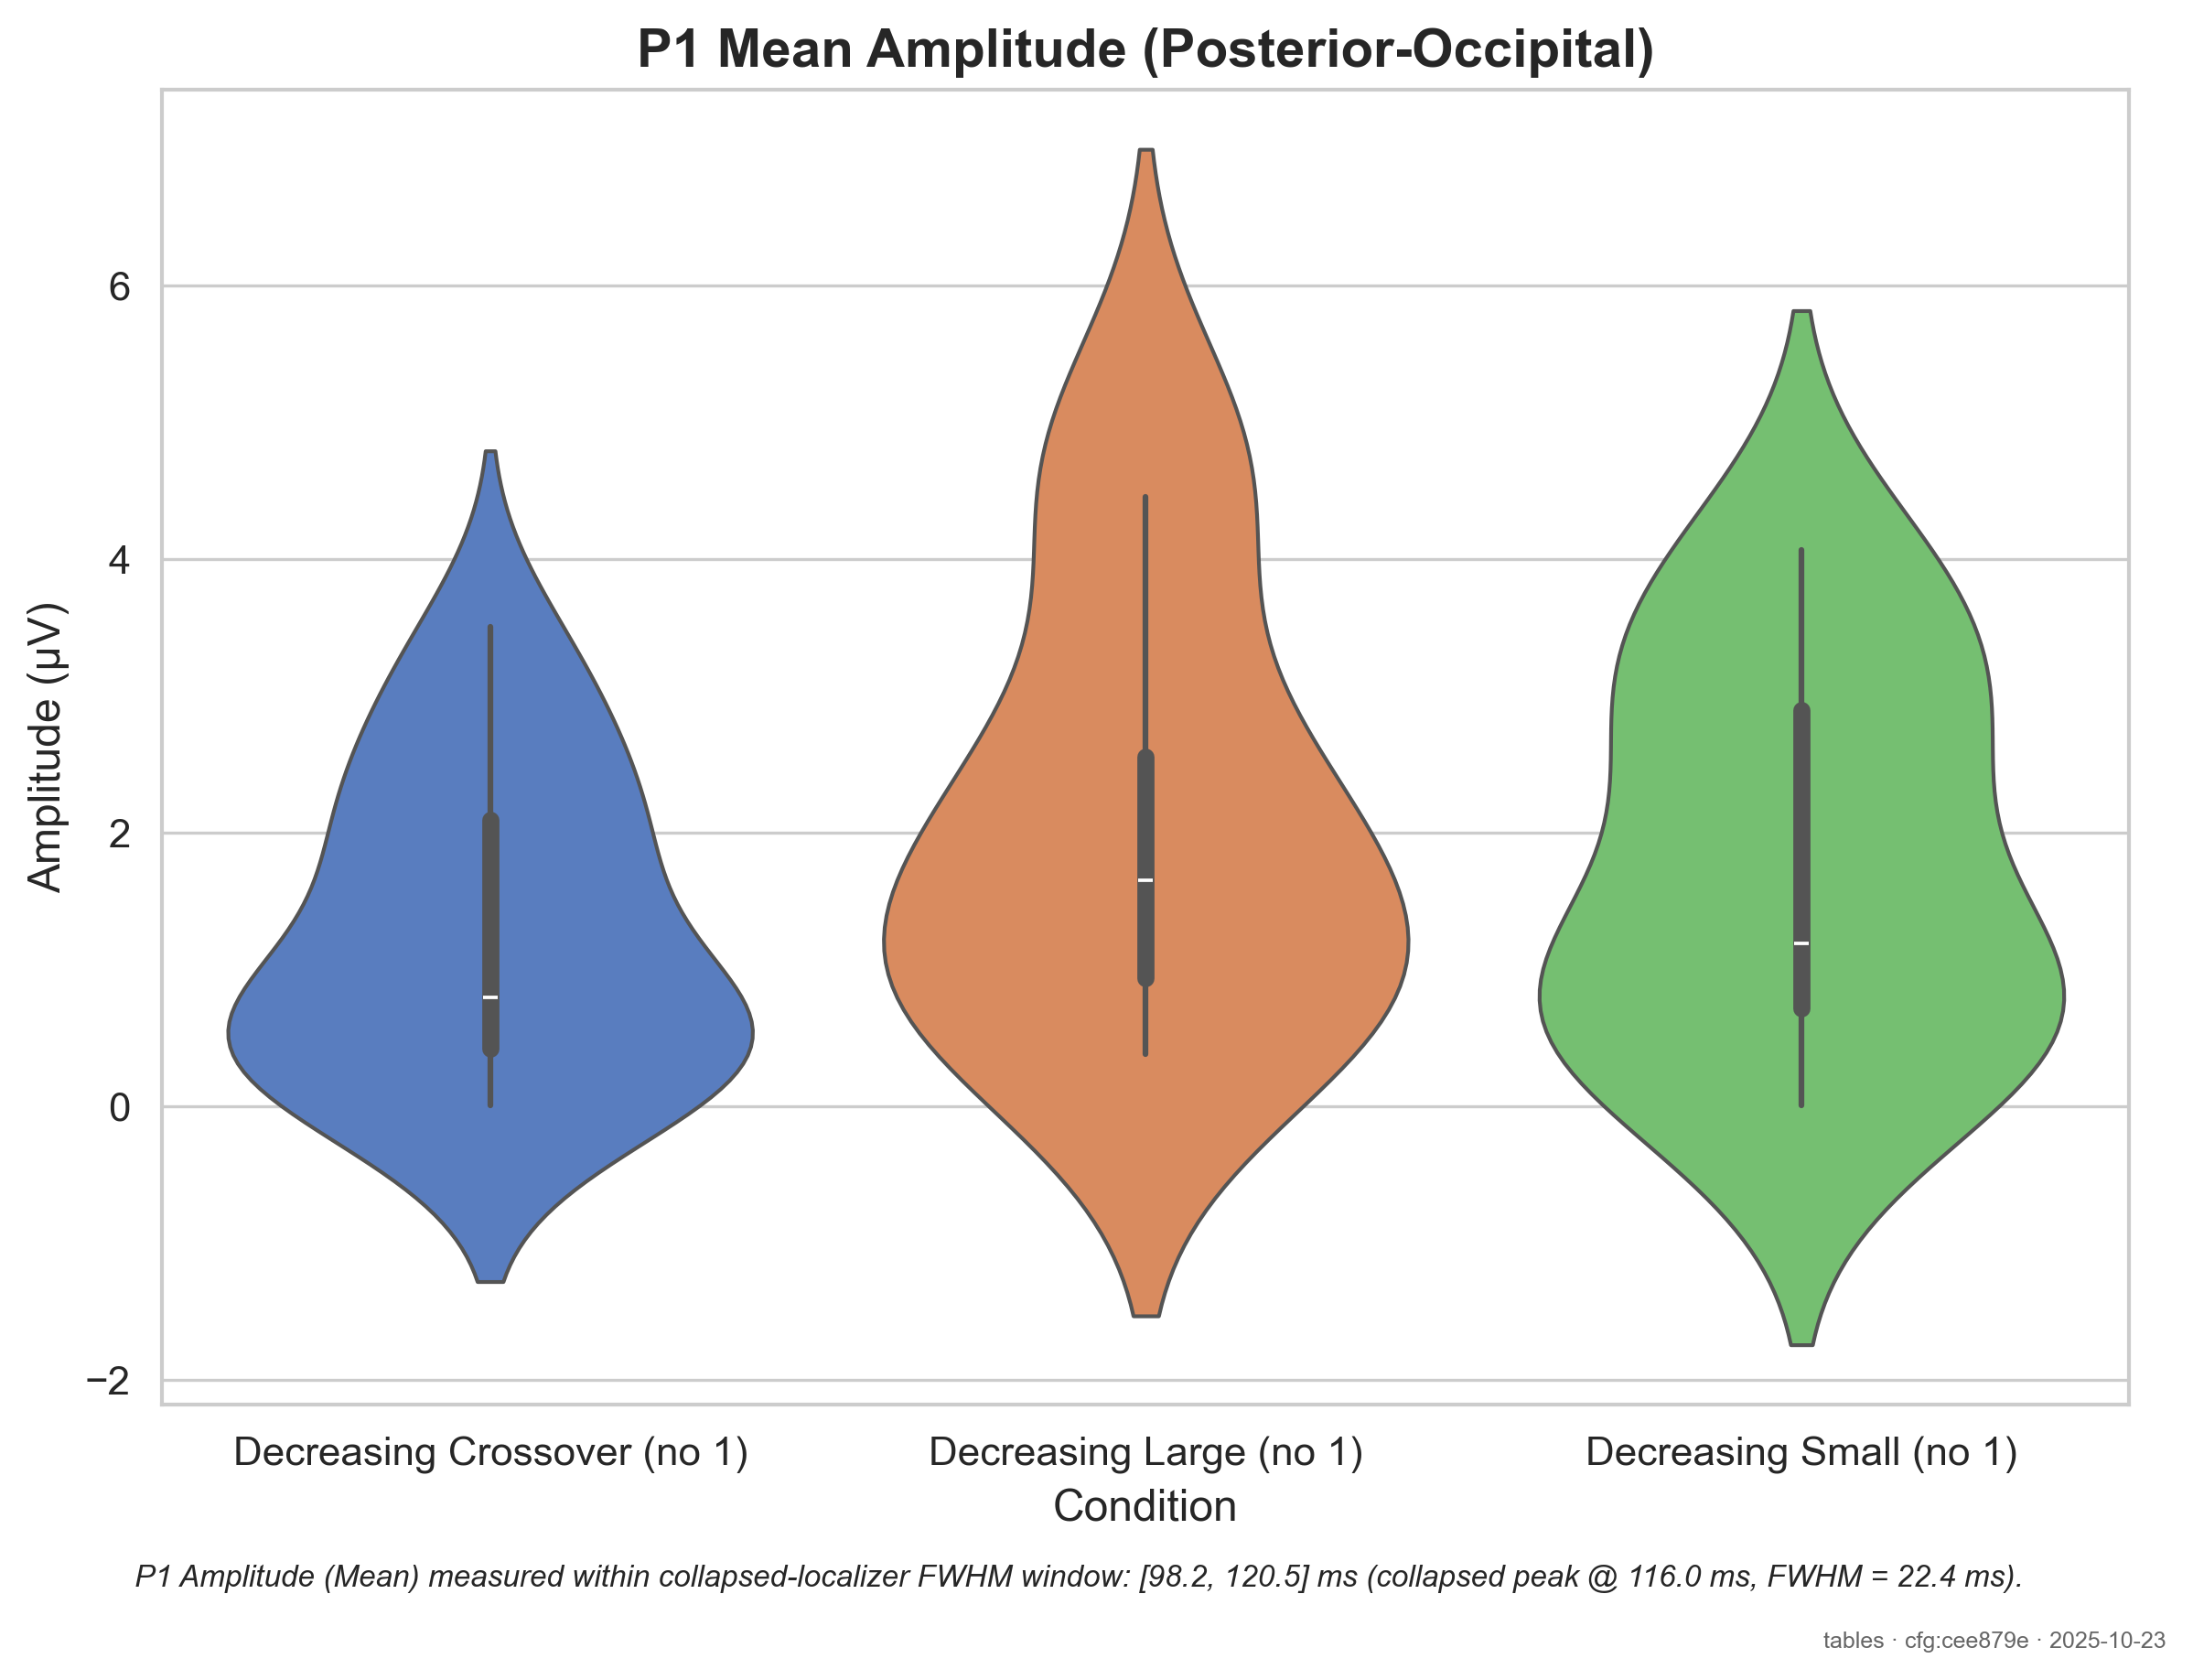 P1 Mean Amplitude (Posterior-Occipital)
Amplitude (µV)
6
4
2
0
−2
Decreasing Crossover (no 1)
Decreasing Large (no 1)
Decreasing Small (no 1)
Condition
P1 Amplitude (Mean) measured within collapsed-localizer FWHM window: [98.2, 120.5] ms (collapsed peak @ 116.0 ms, FWHM = 22.4 ms).
tables · cfg:cee879e · 2025-10-23